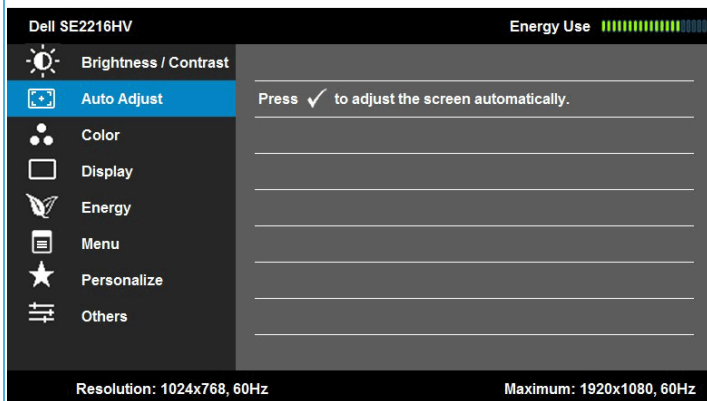 Dell SE2216HV
Energy Use
Brightness / Contrast
Auto Adjust
Press ✓ to adjust the screen automatically.
Color
Display
Energy
Menu
Personalize
Others
Resolution: 1024x768, 60Hz
Maximum: 1920x1080, 60Hz